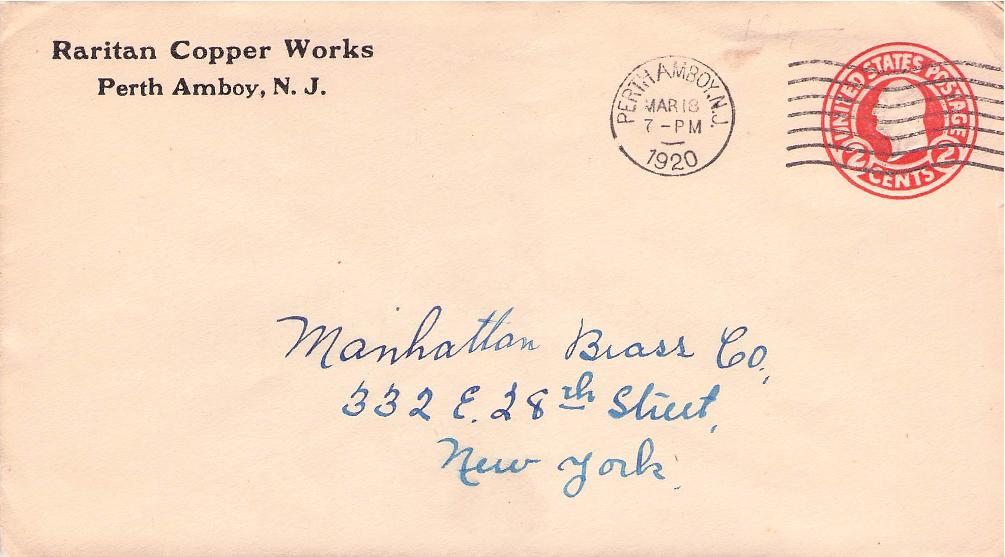 Raritan Copper Works
Perth Amboy, N. J.
PERTH AMBOY, N.J.
MAR 18
7 - PM
1920
UNITED STATES POSTAGE
2 CENTS 2
Manhattan Brass Co.,
332 E. 28th Street,
New York.